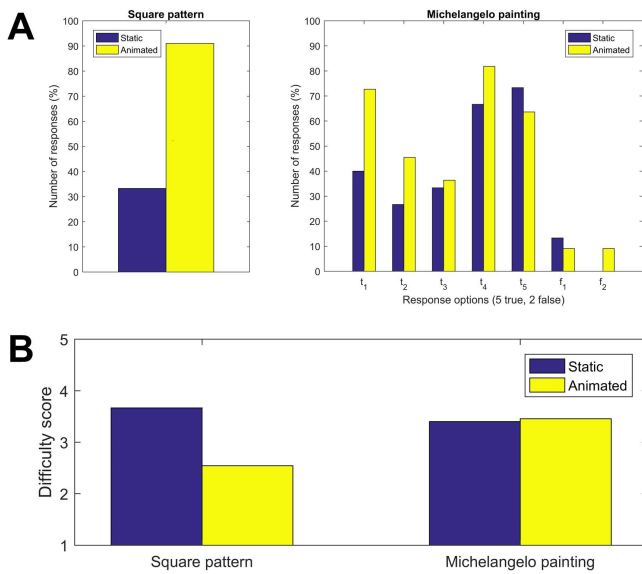 A
Square pattern
Static
Animated
Number of responses (%)
100
90
80
70
60
50
40
30
20
10
0
Michelangelo painting
Static
Animated
Number of responses (%)
100
90
80
70
60
50
40
30
20
10
0
t1 t2 t3 t4 t5 f1 f2
Response options (5 true, 2 false)
B
Static
Animated
Difficulty score
5
4
3
2
1
Square pattern Michelangelo painting